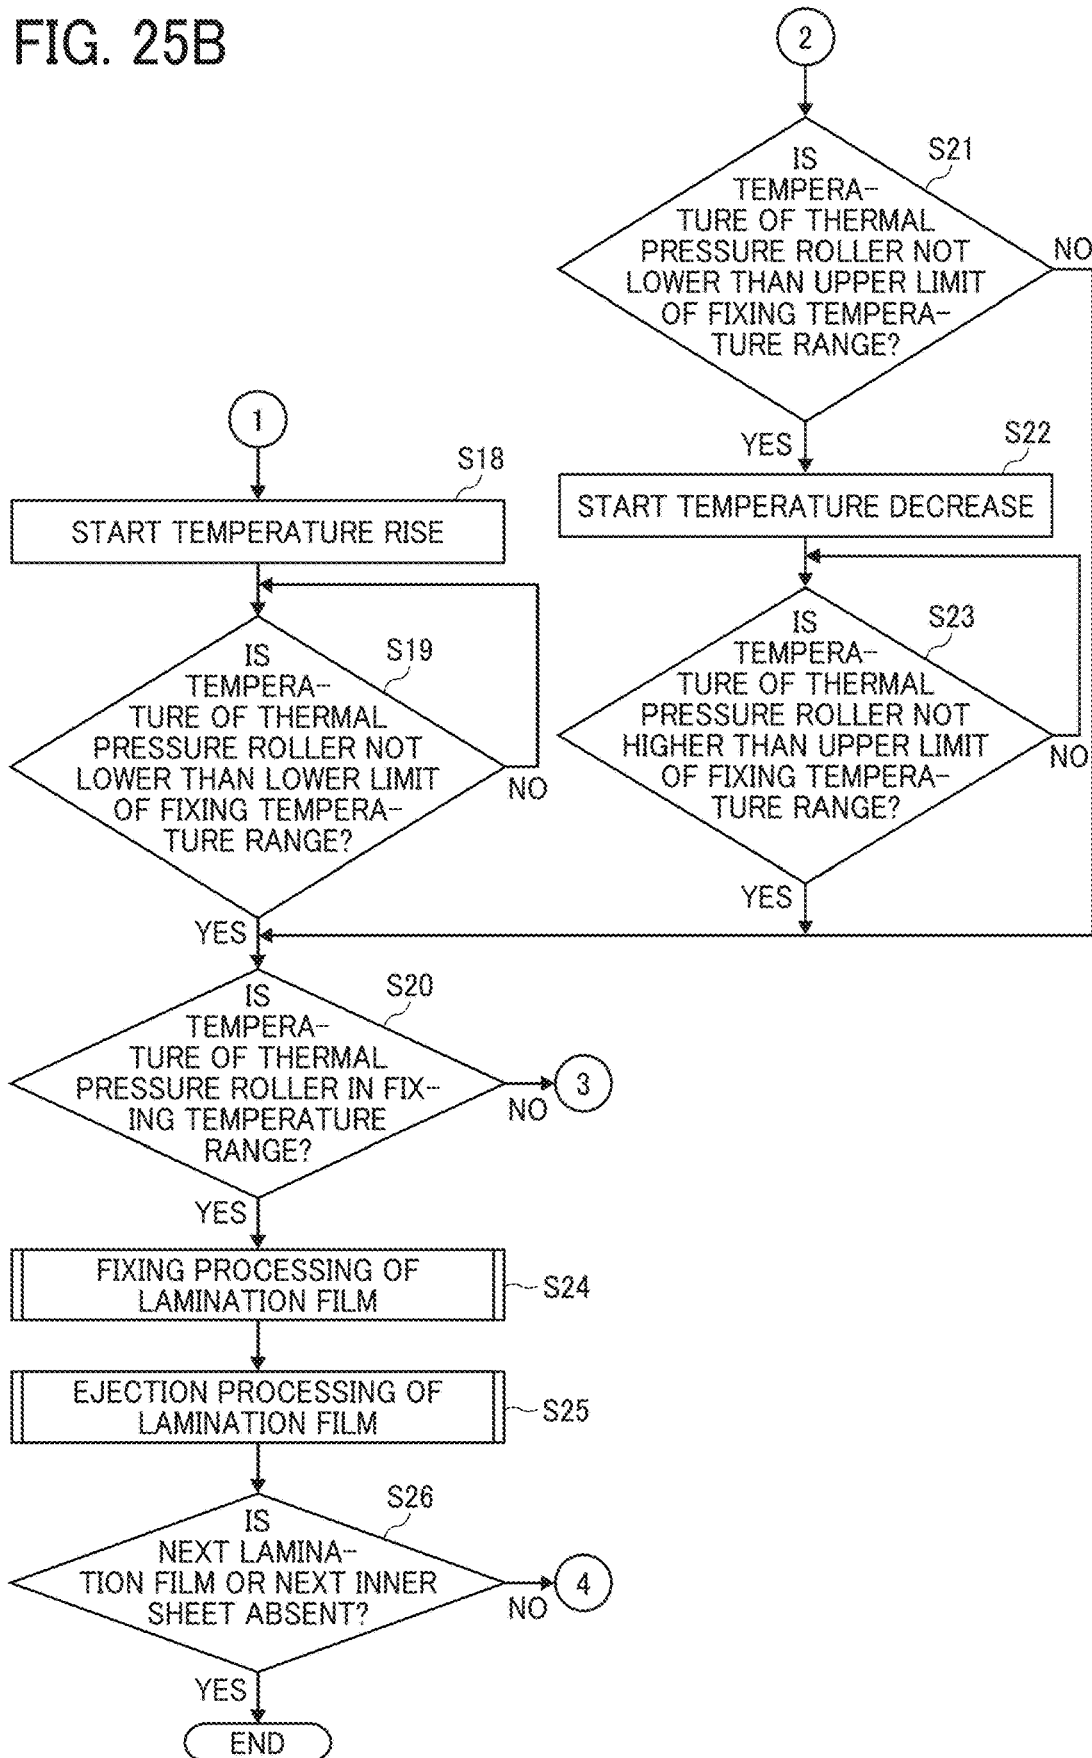 FIG. 25B
2
S21
IS
TEMPERA-
TURE OF THERMAL
PRESSURE ROLLER NOT
LOWER THAN UPPER LIMIT
OF FIXING TEMPERA-
TURE RANGE?
NO
YES
S22
START TEMPERATURE DECREASE
S23
IS
TEMPERA-
TURE OF THERMAL
PRESSURE ROLLER NOT
HIGHER THAN UPPER LIMIT
OF FIXING TEMPERA-
TURE RANGE?
NO
YES
1
S18
START TEMPERATURE RISE
S19
IS
TEMPERA-
TURE OF THERMAL
PRESSURE ROLLER NOT
LOWER THAN LOWER LIMIT
OF FIXING TEMPERA-
TURE RANGE?
NO
YES
S20
IS
TEMPERA-
TURE OF THERMAL
PRESSURE ROLLER IN FIX-
ING TEMPERATURE
RANGE?
NO
3
YES
FIXING PROCESSING OF
LAMINATION FILM
S24
EJECTION PROCESSING OF
LAMINATION FILM
S25
S26
IS
NEXT LAMINA-
TION FILM OR NEXT INNER
SHEET ABSENT?
NO
4
YES
END